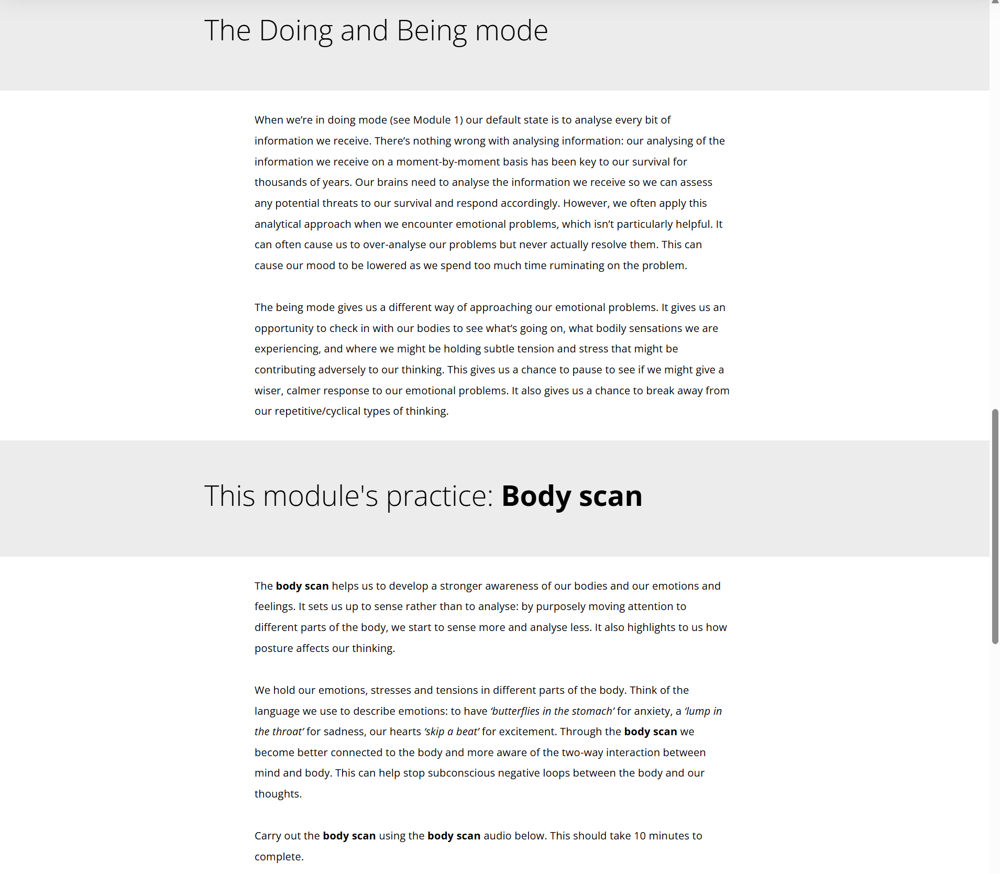 The Doing and Being mode
When we’re in doing mode (see Module 1) our default state is to analyse every bit of
information we receive. There’s nothing wrong with analysing information: our analysing of the
information we receive on a moment-by-moment basis has been key to our survival for
thousands of years. Our brains need to analyse the information we receive so we can assess
any potential threats to our survival and respond accordingly. However, we often apply this
analytical approach when we encounter emotional problems, which isn’t particularly helpful. It
can often cause us to over-analyse our problems but never actually resolve them. This can
cause our mood to be lowered as we spend too much time ruminating on the problem.
The being mode gives us a different way of approaching our emotional problems. It gives us an
opportunity to check in with our bodies to see what’s going on, what bodily sensations we are
experiencing, and where we might be holding subtle tension and stress that might be
contributing adversely to our thinking. This gives us a chance to pause to see if we might give a
wiser, calmer response to our emotional problems. It also gives us a chance to break away from
our repetitive/cyclical types of thinking.
This module's practice: Body scan
The body scan helps us to develop a stronger awareness of our bodies and our emotions and
feelings. It sets us up to sense rather than to analyse: by purposely moving attention to
different parts of the body, we start to sense more and analyse less. It also highlights to us how
posture affects our thinking.
We hold our emotions, stresses and tensions in different parts of the body. Think of the
language we use to describe emotions: to have ‘butterflies in the stomach’ for anxiety, a ‘lump in
the throat’ for sadness, our hearts ‘skip a beat’ for excitement. Through the body scan we
become better connected to the body and more aware of the two-way interaction between
mind and body. This can help stop subconscious negative loops between the body and our
thoughts.
Carry out the body scan using the body scan audio below. This should take 10 minutes to
complete.